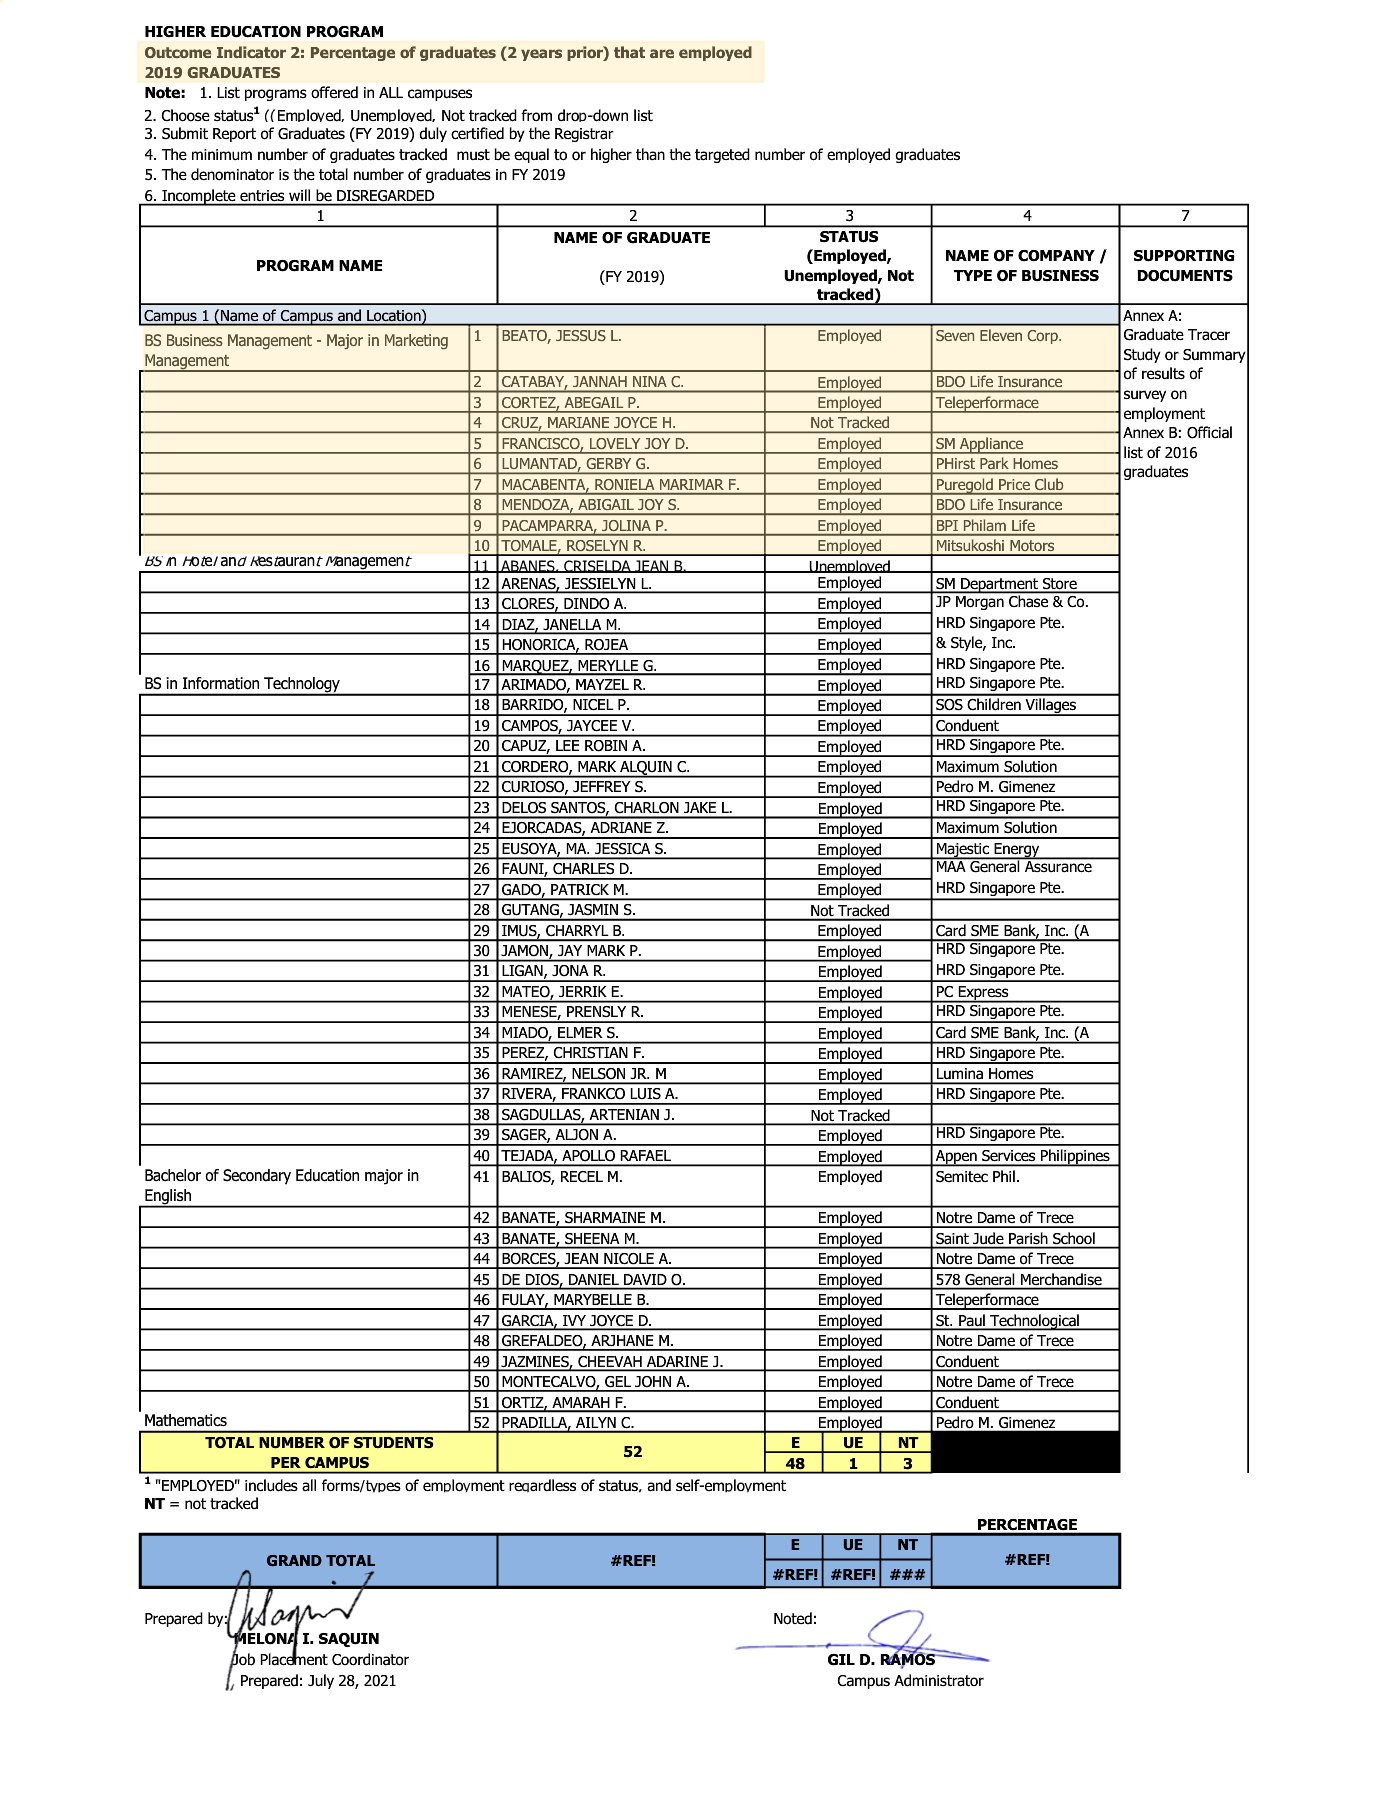 HIGHER EDUCATION PROGRAM
Outcome Indicator 2: Percentage of graduates (2 years prior) that are employed
2019 GRADUATES
Note: 1. List programs offered in ALL campuses
2. Choose status¹ ((Employed, Unemployed, Not tracked from drop-down list
3. Submit Report of Graduates (FY 2019) duly certified by the Registrar
4. The minimum number of graduates tracked must be equal to or higher than the targeted number of employed graduates
5. The denominator is the total number of graduates in FY 2019
6. Incomplete entries will be DISREGARDED
1 2 3 4 7
PROGRAM NAME
NAME OF GRADUATE
(FY 2019)
STATUS
(Employed,
Unemployed, Not
tracked)
NAME OF COMPANY /
TYPE OF BUSINESS
SUPPORTING
DOCUMENTS
Campus 1 (Name of Campus and Location)
Annex A:
Graduate Tracer
Study or Summary
of results of
survey on
employment
Annex B: Official
list of 2016
graduates
BS Business Management - Major in Marketing
Management
1 BEATO, JESSUS L. Employed Seven Eleven Corp.
2 CATABAY, JANNAH NINA C. Employed BDO Life Insurance
3 CORTEZ, ABEGAIL P. Employed Teleperformace
4 CRUZ, MARIANE JOYCE H. Not Tracked
5 FRANCISCO, LOVELY JOY D. Employed SM Appliance
6 LUMANTAD, GERBY G. Employed PHirst Park Homes
7 MACABENTA, RONIELA MARIMAR F. Employed Puregold Price Club
8 MENDOZA, ABIGAIL JOY S. Employed BDO Life Insurance
9 PACAMPARRA, JOLINA P. Employed BPI Philam Life
10 TOMALE, ROSELYN R. Employed Mitsukoshi Motors
BS in Hotel and Restaurant Management
11 ABANES, CRISELDA JEAN B. Unemployed
12 ARENAS, JESSIELYN L. Employed SM Department Store
13 CLORES, DINDO A. Employed JP Morgan Chase & Co.
14 DIAZ, JANELLA M. Employed HRD Singapore Pte.
15 HONORICA, ROJEA Employed & Style, Inc.
16 MARQUEZ, MERYLLE G. Employed HRD Singapore Pte.
BS in Information Technology 17 ARIMADO, MAYZEL R. Employed HRD Singapore Pte.
18 BARRIDO, NICEL P. Employed SOS Children Villages
19 CAMPOS, JAYCEE V. Employed Conduent
20 CAPUZ, LEE ROBIN A. Employed HRD Singapore Pte.
21 CORDERO, MARK ALQUIN C. Employed Maximum Solution
22 CURIOSO, JEFFREY S. Employed Pedro M. Gimenez
23 DELOS SANTOS, CHARLON JAKE L. Employed HRD Singapore Pte.
24 EJORCADAS, ADRIANE Z. Employed Maximum Solution
25 EUSOYA, MA. JESSICA S. Employed Majestic Energy
26 FAUNI, CHARLES D. Employed MAA General Assurance
27 GADO, PATRICK M. Employed HRD Singapore Pte.
28 GUTANG, JASMIN S. Not Tracked
29 IMUS, CHARRYL B. Employed Card SME Bank, Inc. (A
30 JAMON, JAY MARK P. Employed HRD Singapore Pte.
31 LIGAN, JONA R. Employed HRD Singapore Pte.
32 MATEO, JERRIK E. Employed PC Express
33 MENESE, PRENSLY R. Employed HRD Singapore Pte.
34 MIADO, ELMER S. Employed Card SME Bank, Inc. (A
35 PEREZ, CHRISTIAN F. Employed HRD Singapore Pte.
36 RAMIREZ, NELSON JR. M Employed Lumina Homes
37 RIVERA, FRANKCO LUIS A. Employed HRD Singapore Pte.
38 SAGDULLAS, ARTENIAN J. Not Tracked
39 SAGER, ALJON A. Employed HRD Singapore Pte.
40 TEJADA, APOLLO RAFAEL Employed Appen Services Philippines
Bachelor of Secondary Education major in
English
41 BALIOS, RECEL M. Employed Semitec Phil.
42 BANATE, SHARMAINE M. Employed Notre Dame of Trece
43 BANATE, SHEENA M. Employed Saint Jude Parish School
44 BORCES, JEAN NICOLE A. Employed Notre Dame of Trece
45 DE DIOS, DANIEL DAVID O. Employed 578 General Merchandise
46 FULAY, MARYBELLE B. Employed Teleperformace
47 GARCIA, IVY JOYCE D. Employed St. Paul Technological
48 GREFALDEO, ARJHANE M. Employed Notre Dame of Trece
49 JAZMINES, CHEEVAH ADARINE J. Employed Conduent
50 MONTECALVO, GEL JOHN A. Employed Notre Dame of Trece
51 ORTIZ, AMARAH F. Employed Conduent
Mathematics 52 PRADILLA, AILYN C. Employed Pedro M. Gimenez
TOTAL NUMBER OF STUDENTS
PER CAMPUS
52
E UE NT
48 1 3
¹ "EMPLOYED" includes all forms/types of employment regardless of status, and self-employment
NT = not tracked
PERCENTAGE
GRAND TOTAL #REF! #REF!
E UE NT
#REF! #REF! ###
Prepared by: Noted:
MELONA I. SAQUIN
Job Placement Coordinator
Prepared: July 28, 2021
GIL D. RAMOS
Campus Administrator